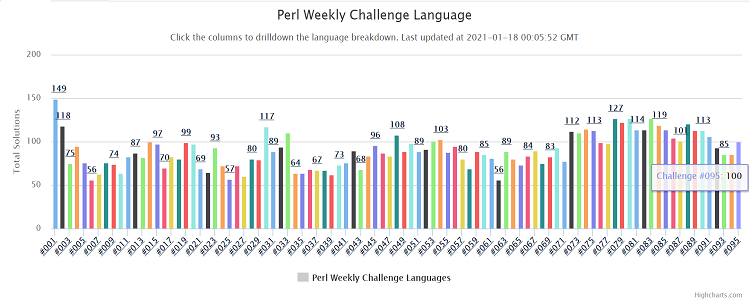 Perl Weekly Challenge Language
Click the columns to drilldown the language breakdown. Last updated at 2021-01-18 00:05:52 GMT
Total Solutions
200
150
100
50
0
149 118 75 56 74 87 97 70 99 69 93 57 80 117 89 64 67 73 68 96 108 89 103 80 85 56 89 84 83 112 113 127 114 119 101 113 85
Challenge #095: 100
#001 #003 #005 #007 #009 #011 #013 #015 #017 #019 #021 #023 #025 #027 #029 #031 #033 #035 #037 #039 #041 #043 #045 #047 #049 #051 #053 #055 #057 #059 #061 #063 #065 #067 #069 #071 #073 #075 #077 #079 #081 #083 #085 #087 #089 #091 #093 #095
Perl Weekly Challenge Languages
Highcharts.com